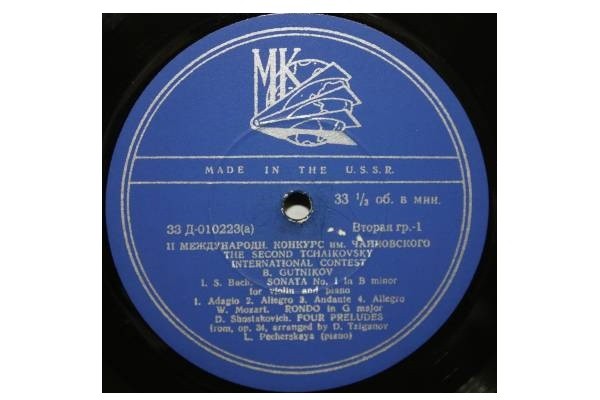 МК
MADE IN THE U.S.S.R.
33 ⅓ об. в мин.
33 Д-010223(а) Вторая гр.-1
II МЕЖДУНАРОДН. КОНКУРС им. ЧАЙКОВСКОГО
THE SECOND TCHAIKOVSKY
INTERNATIONAL CONTEST
B. GUTNIKOV
I. S. Bach. SONATA No. 1 in B minor
for violin and piano
1. Adagio 2. Allegro 3. Andante 4. Allegro
W. Mozart. RONDO in G major
D. Shostakovich. FOUR PRELUDES
from, op. 34, arranged by D. Tziganov
L. Pecherskaya (piano)